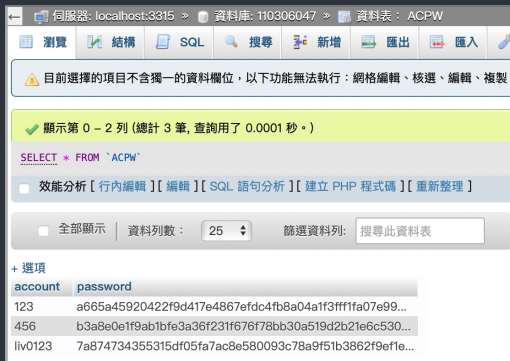 伺服器: localhost:3315 » 資料庫: 110306047 » 資料表： ACPW
瀏覽 結構 SQL 搜尋 新增 匯出 匯入
目前選擇的項目不含獨一的資料欄位，以下功能無法執行：網格編輯、核選、編輯、複製
顯示第 0 - 2 列 (總計 3 筆, 查詢用了 0.0001 秒。)
SELECT * FROM `ACPW`
效能分析 [ 行內編輯 ] [ 編輯 ] [ SQL 語句分析 ] [ 建立 PHP 程式碼 ] [ 重新整理 ]
全部顯示 資料列數： 25 篩選資料列: 搜尋此資料表
+ 選項
account password
123 a665a45920422f9d417e4867efdc4fb8a04a1f3fff1fa07e99...
456 b3a8e0e1f9ab1bfe3a36f231f676f78bb30a519d2b21e6c530...
liv0123 7a874734355315df05fa7ac8e580093c78a9f51b3862f9ef1e...